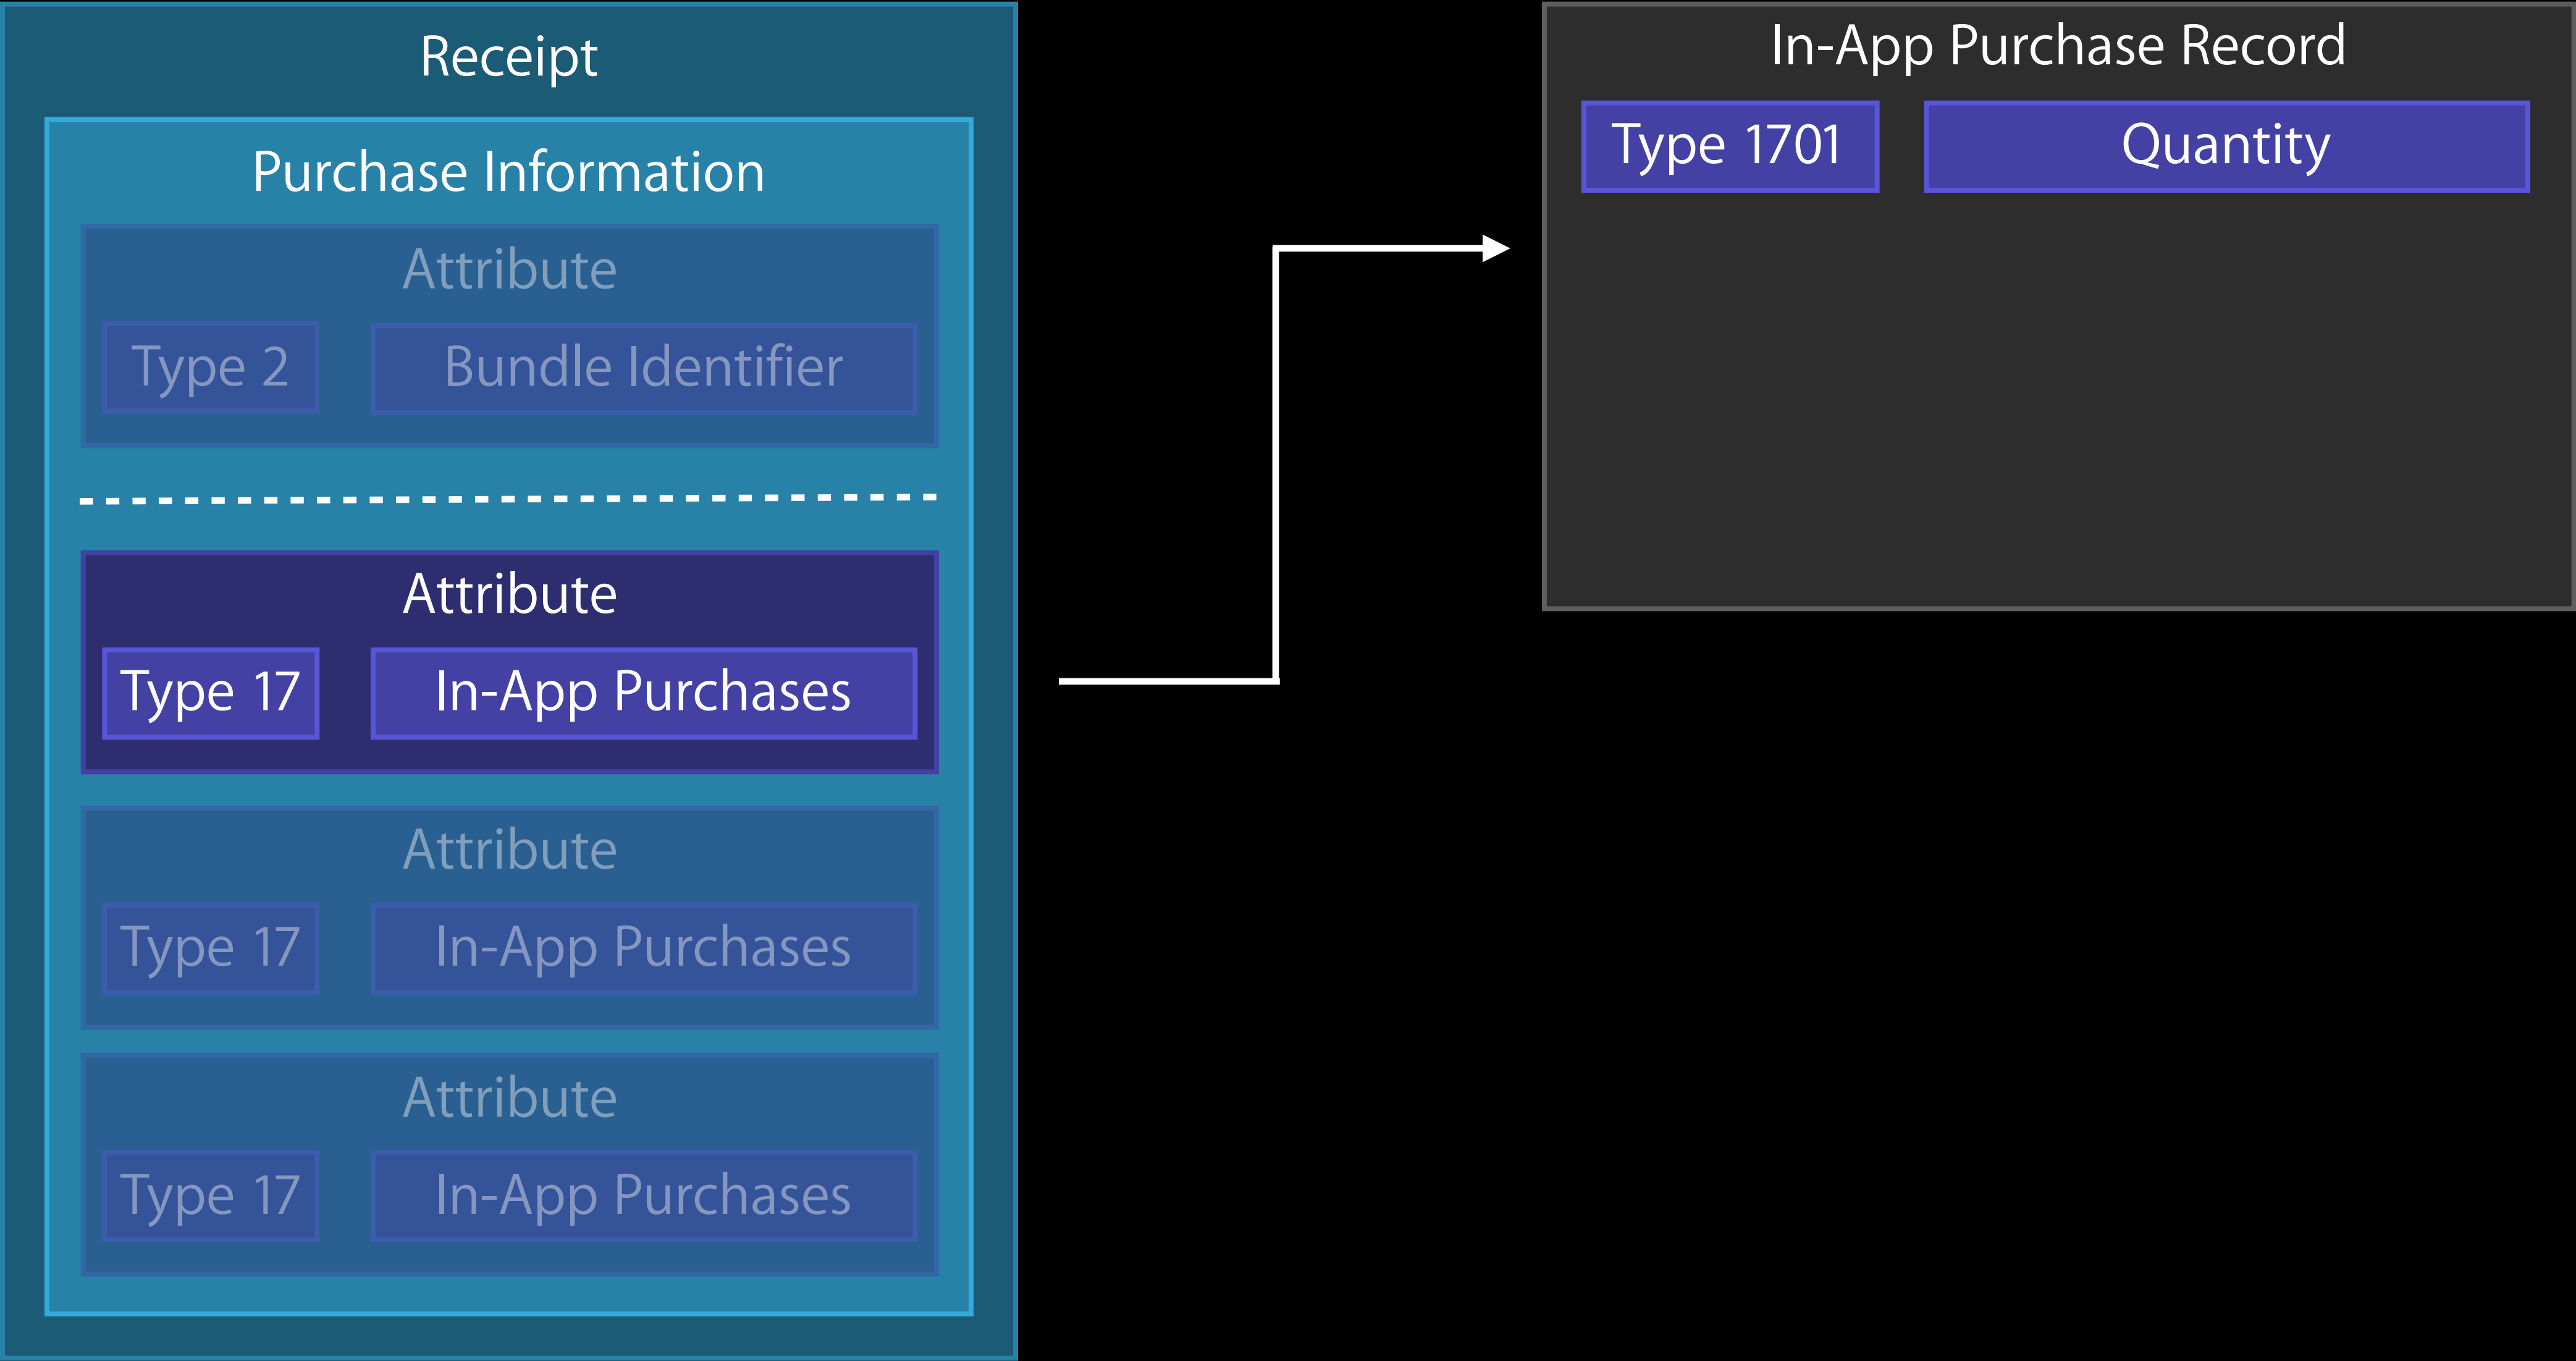 Receipt
Purchase Information
Attribute
Type 2
Bundle Identifier
Attribute
Type 17
In-App Purchases
Attribute
Type 17
In-App Purchases
Attribute
Type 17
In-App Purchases
In-App Purchase Record
Type 1701
Quantity